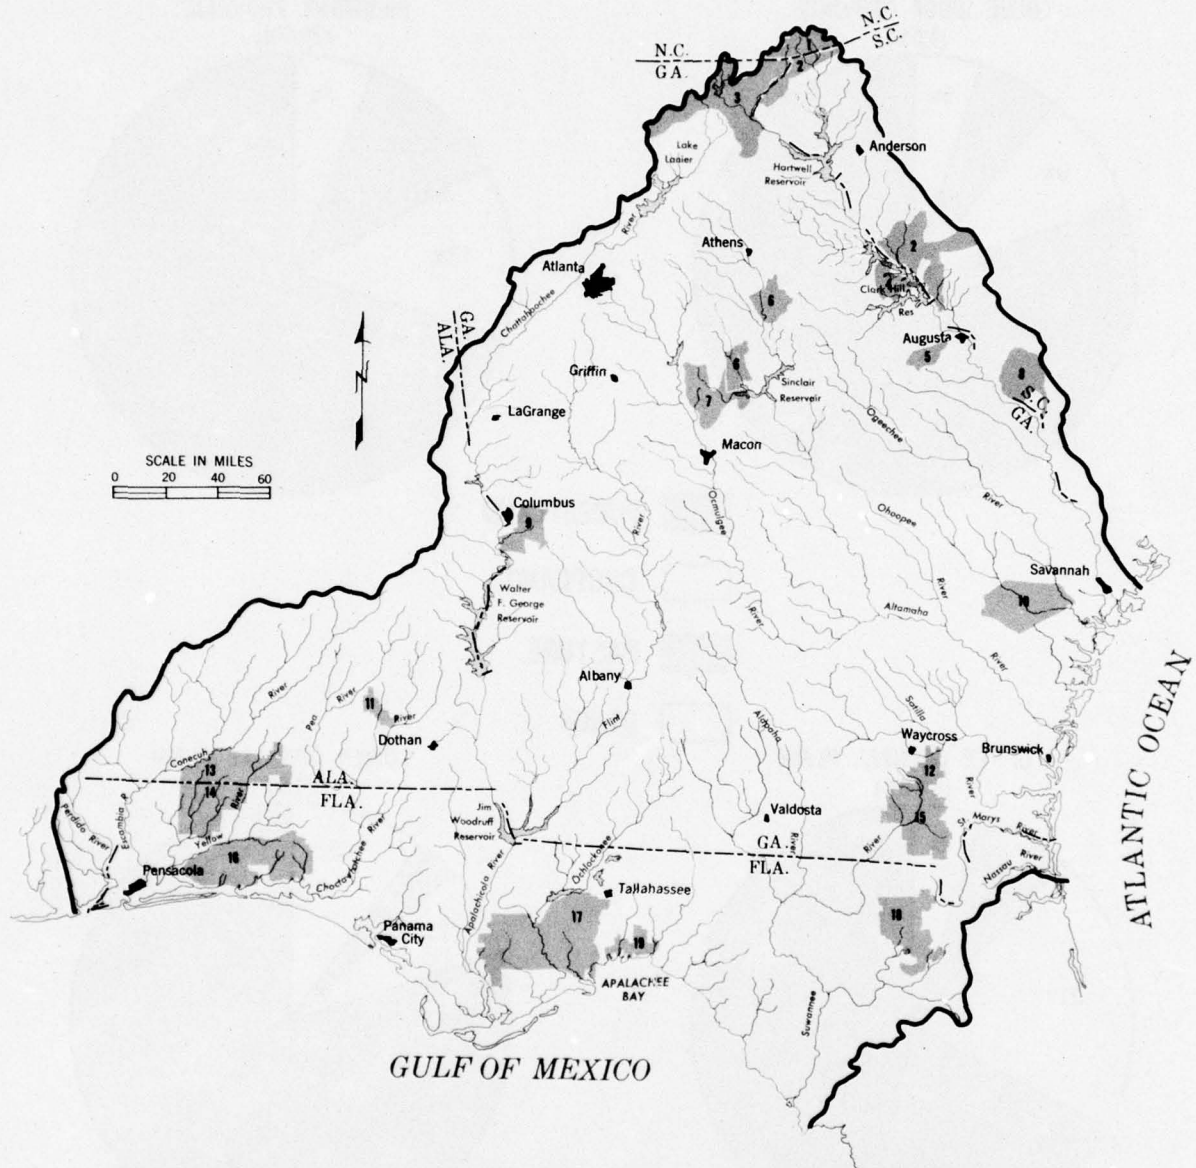 N.C.
S.C.
N.C.
GA.
2
3
Lake
Lanier
Anderson
Hartwell
Reservoir
River
Athens
2
Atlanta
Chattahoochee
6
Clark Hill
Res
GA.
ALA.
Augusta
5
Griffin
6
7
Sinclair
Reservoir
8
S.C.
GA.
LaGrange
Ogeechee
Macon
SCALE IN MILES
0 20 40 60
Columbus
9
River
Ocmulgee
River
Ohoopee
Savannah
Walter
F. George
Reservoir
River
10
River
Altamaha
River
Albany
River
River
Pea
11
River
Flint
Alapaha
Satilla
Waycross
Brunswick
Dothan
Conecuh
13
12
ALA.
FLA.
14
River
River
Perdido River
Escambia R
Yellow
Jim
Woodruff
Reservoir
Valdosta
15
St Marys
River
GA.
FLA.
River
River
Nassau
River
16
Pensacola
Choctawhatchee
River
Ochlockonee
River
Apalachicola
Tallahassee
17
18
19
Panama
City
APALACHEE
BAY
Suwannee
ATLANTIC OCEAN
GULF OF MEXICO